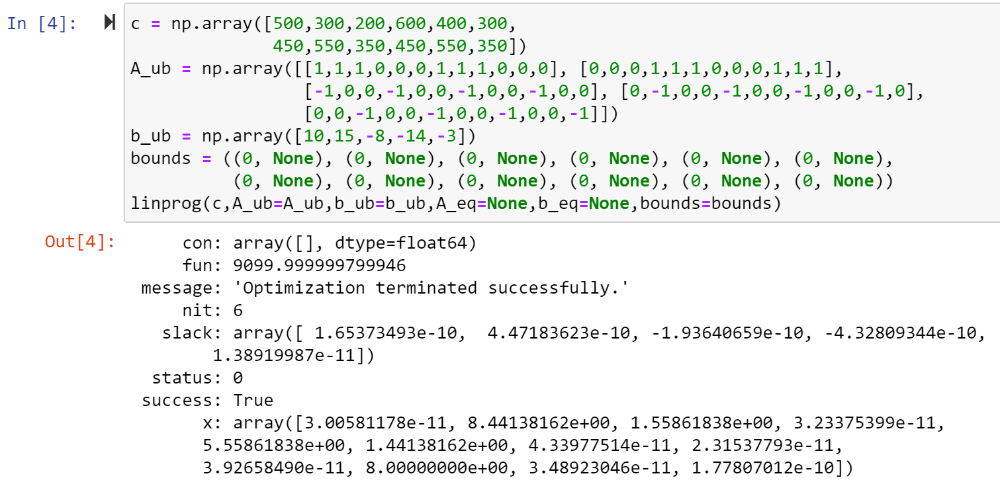 In [4]: c = np.array([500,300,200,600,400,300,
450,550,350,450,550,350])
A_ub = np.array([[1,1,1,0,0,0,1,1,1,0,0,0], [0,0,0,1,1,1,0,0,0,1,1,1],
[-1,0,0,-1,0,0,-1,0,0,-1,0,0], [0,-1,0,0,-1,0,0,-1,0,0,-1,0],
[0,0,-1,0,0,-1,0,0,-1,0,0,-1]])
b_ub = np.array([10,15,-8,-14,-3])
bounds = ((0, None), (0, None), (0, None), (0, None), (0, None), (0, None),
(0, None), (0, None), (0, None), (0, None), (0, None), (0, None))
linprog(c,A_ub=A_ub,b_ub=b_ub,A_eq=None,b_eq=None,bounds=bounds)
Out[4]: con: array([], dtype=float64)
fun: 9099.999999799946
message: 'Optimization terminated successfully.'
nit: 6
slack: array([ 1.65373493e-10,  4.47183623e-10, -1.93640659e-10, -4.32809344e-10,
1.38919987e-11])
status: 0
success: True
x: array([3.00581178e-11, 8.44138162e+00, 1.55861838e+00, 3.23375399e-11,
5.55861838e+00, 1.44138162e+00, 4.33977514e-11, 2.31537793e-11,
3.92658490e-11, 8.00000000e+00, 3.48923046e-11, 1.77807012e-10])